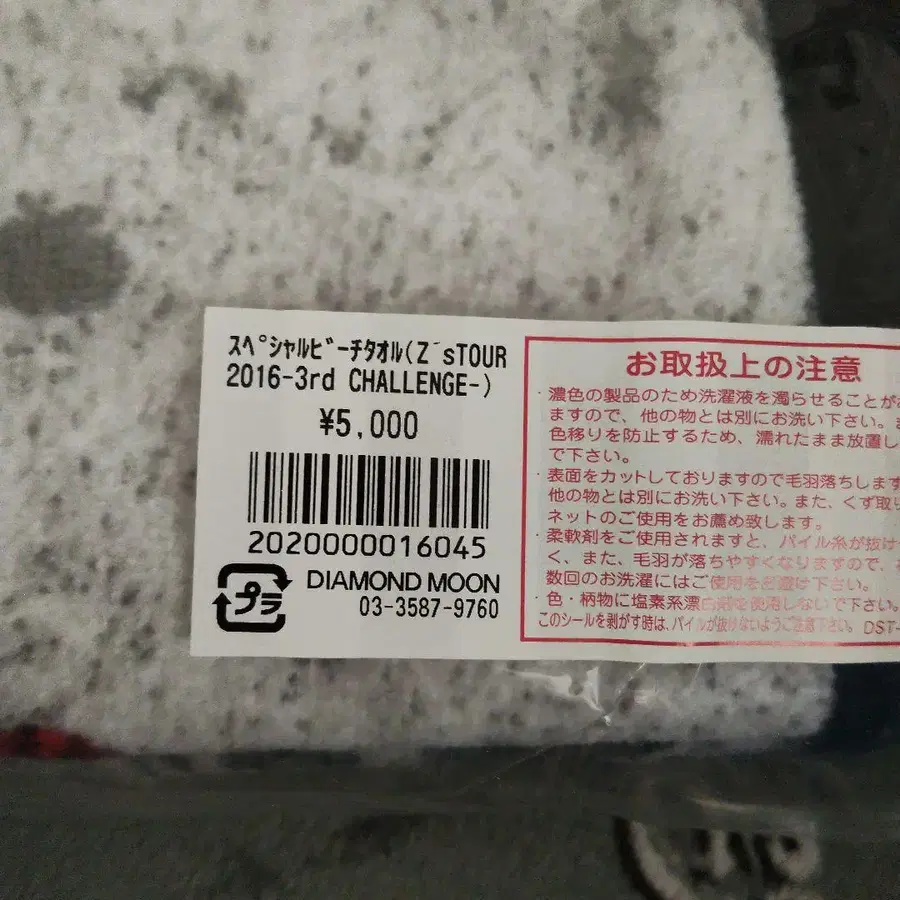 スペシャルビーチタオル(Z´sTOUR
2016-3rd CHALLENGE-)
¥5,000
2020000016045
プラ
DIAMOND MOON
03-3587-9760
お取扱上の注意
・濃色の製品のため洗濯液を濁らせることがあ
ますので、他の物とは別にお洗い下さい。ま
色移りを防止するため、濡れたまま放置し
で下さい。
・表面をカットしておりますので毛羽落ちします
他の物とは別にお洗い下さい。また、くず取り
ネットのご使用をお薦め致します。
・柔軟剤をご使用されますと、パイル糸が抜け
く、また、毛羽が落ちやすくなりますので、
数回のお洗濯にはご使用をお避け下さい。
・色・柄物に塩素系漂白剤を使用しないで下さい。
このシールを剥がす時は、パイルが抜けないようご注意下さい。 DST-